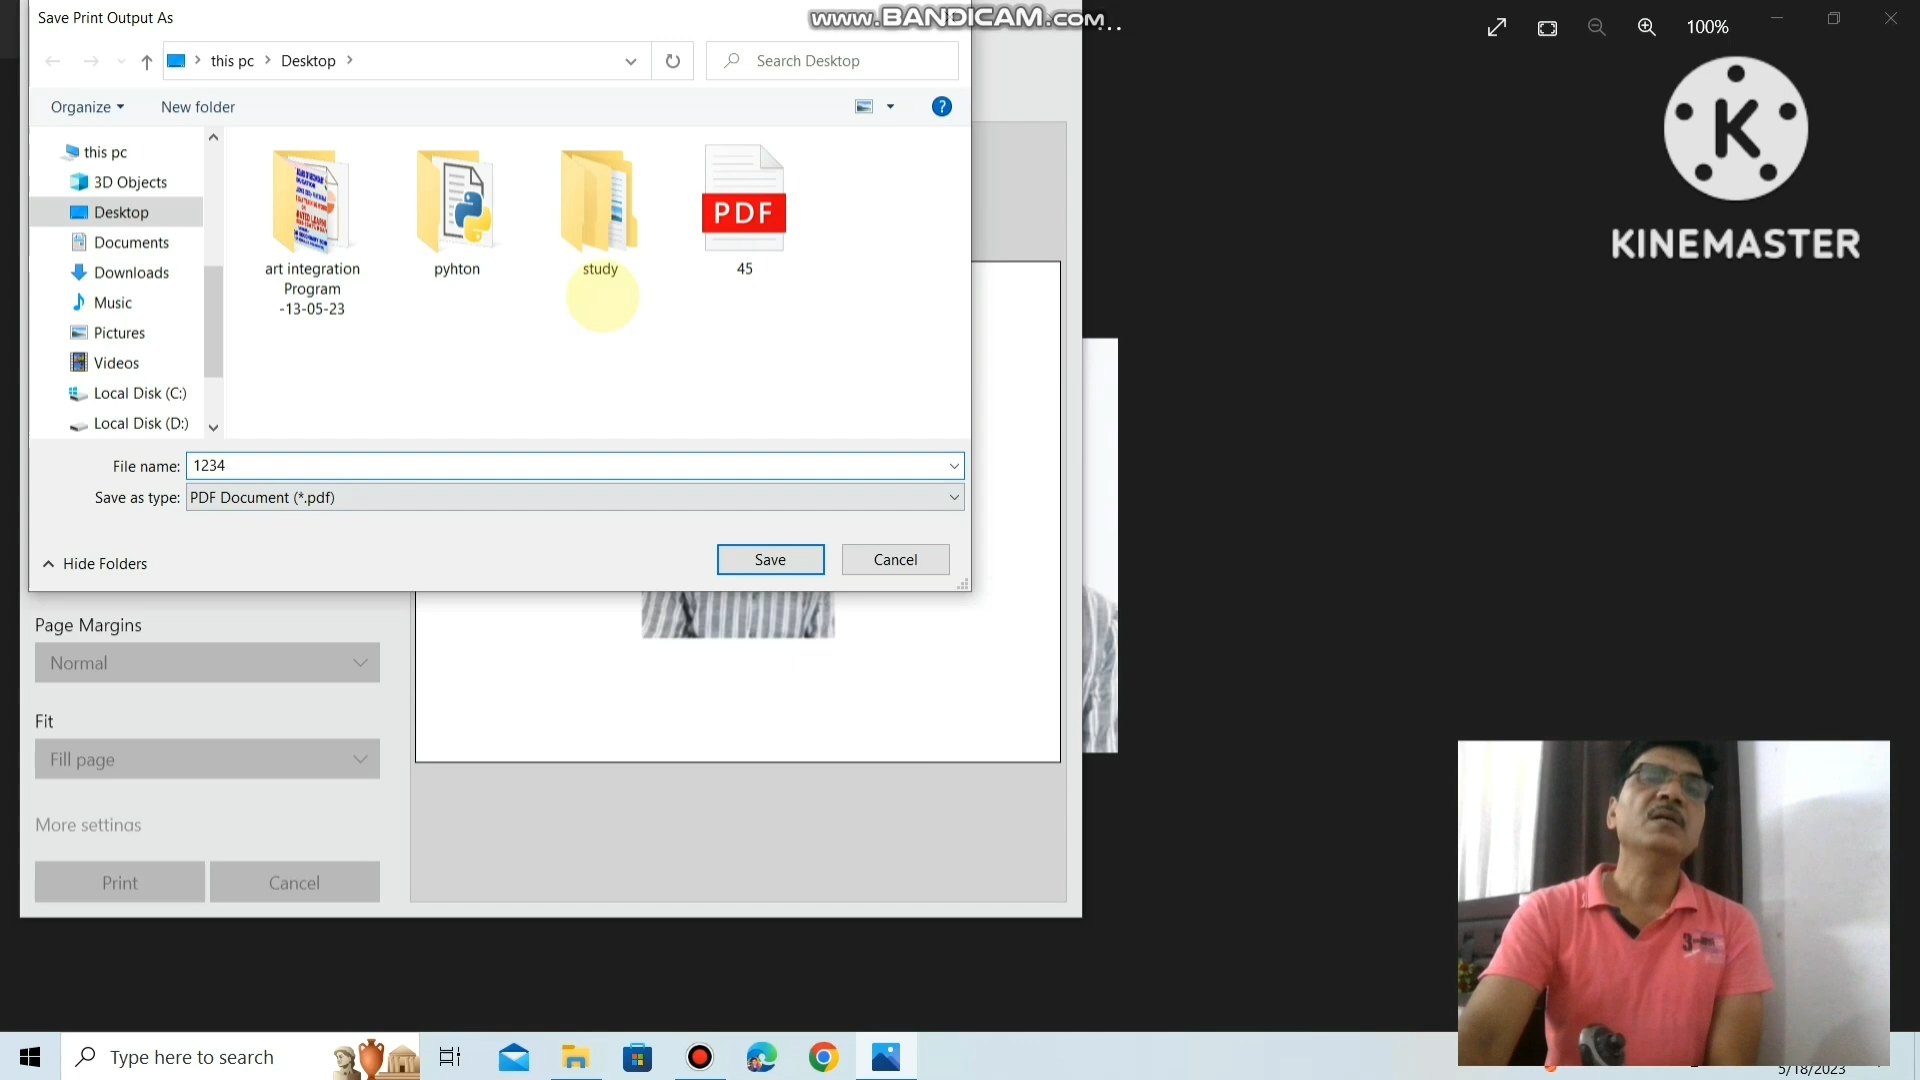 Save Print Output As
www.BANDICAM.com
...
100%
this pc
Desktop
Search Desktop
Organize
New folder
?
K
KINEMASTER
this pc
3D Objects
Desktop
Documents
Downloads
Music
Pictures
Videos
Local Disk (C:)
Local Disk (D:)
PDF
art integration
Program
-13-05-23
pyhton
study
45
File name:
1234
Save as type:
PDF Document (*.pdf)
Hide Folders
Save
Cancel
Page Margins
Normal
Fit
Fill page
More settings
Print
Cancel
Type here to search
5/18/2023